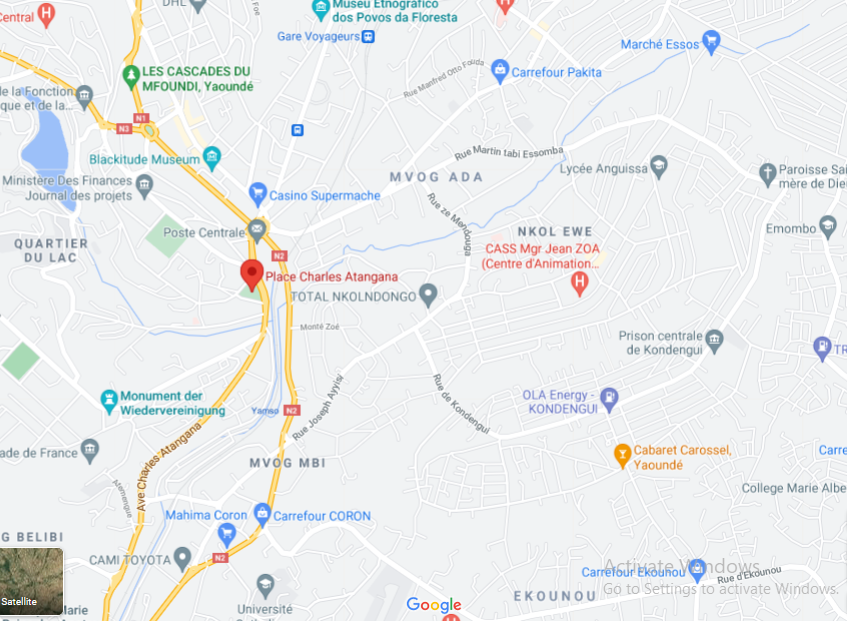 DHL
Museu Etnográfico
dos Povos da Floresta
Central
Gare Voyageurs
Marché Essos
Carrefour Pakita
LES CASCADES DU
MFOUNDI, Yaoundé
Rue Manfred Otto Fouda
de la Fonction
que et de la...
N1
N3
Rue Martin tabi Essomba
Blackitude Museum
MVOG ADA
Lycée Anguissa
Paroisse Sai
mère de Dieu
Ministère Des Finances
Journal des projets
Casino Supermache
Rue ze Mendouga
Poste Centrale
NKOL EWE
Emombo
QUARTIER
DU LAC
N2
CASS Mgr Jean ZOA
(Centre d'Animation...
Place Charles Atangana
TOTAL NKOLNDONGO
Monté Zoé
Prison centrale
de Kondengui
TR
Rue Joseph Ayyisi
Rue de Kondengui
Monument der
Wiedervereinigung
Yamso
N2
OLA Energy -
KONDENGUI
Ave Charles Atangana
ade de France
MVOG MBI
Cabaret Carossel,
Yaoundé
Carre
College Marie Albe
Mahima Coron
Carrefour CORON
G BELIBI
CAMI TOYOTA
N2
Activate Windows
Carrefour Ekounou
Rue d'Ekounou
Go to Settings to activate Windows.
Satellite
Marie
Université
Google
EKOUNOU